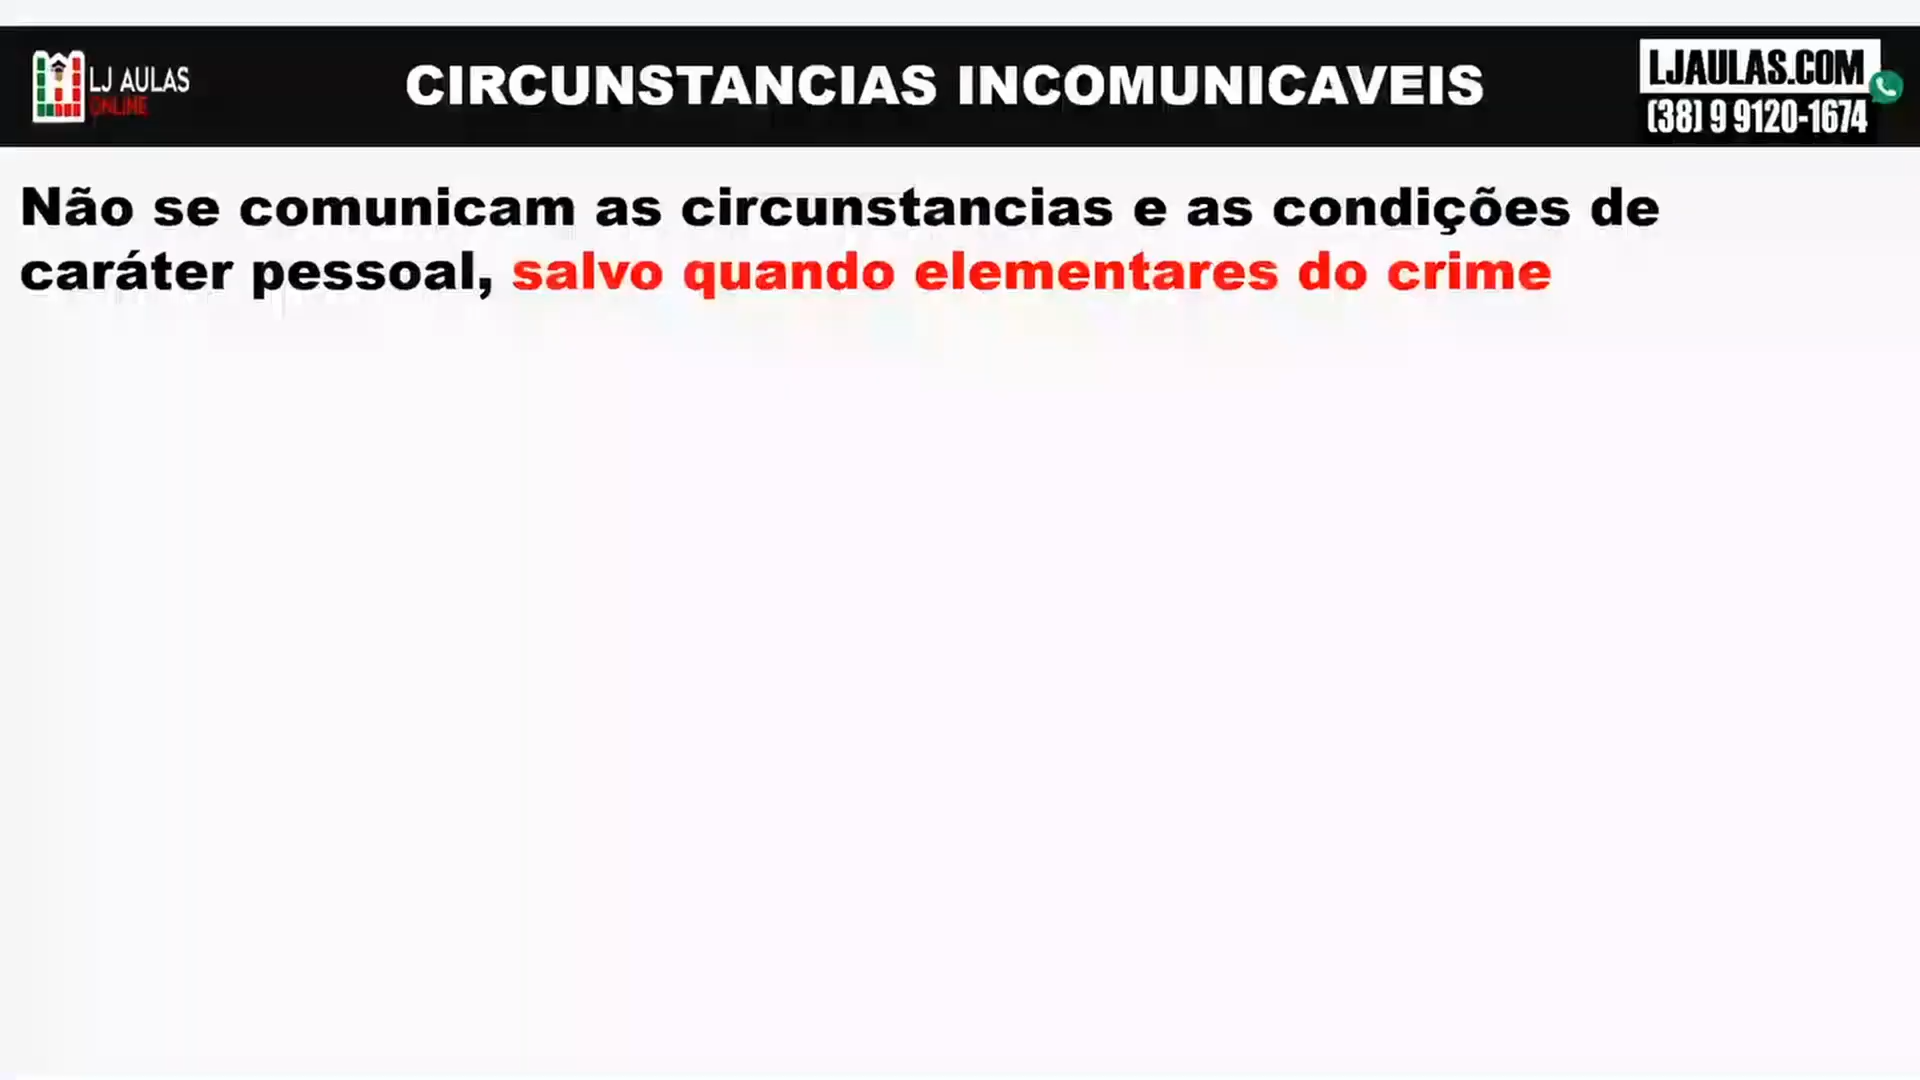 LJ AULAS
ONLINE
CIRCUNSTANCIAS INCOMUNICAVEIS
LJAULAS.COM
(38) 9 9120-1674
Não se comunicam as circunstancias e as condições de
caráter pessoal, salvo quando elementares do crime